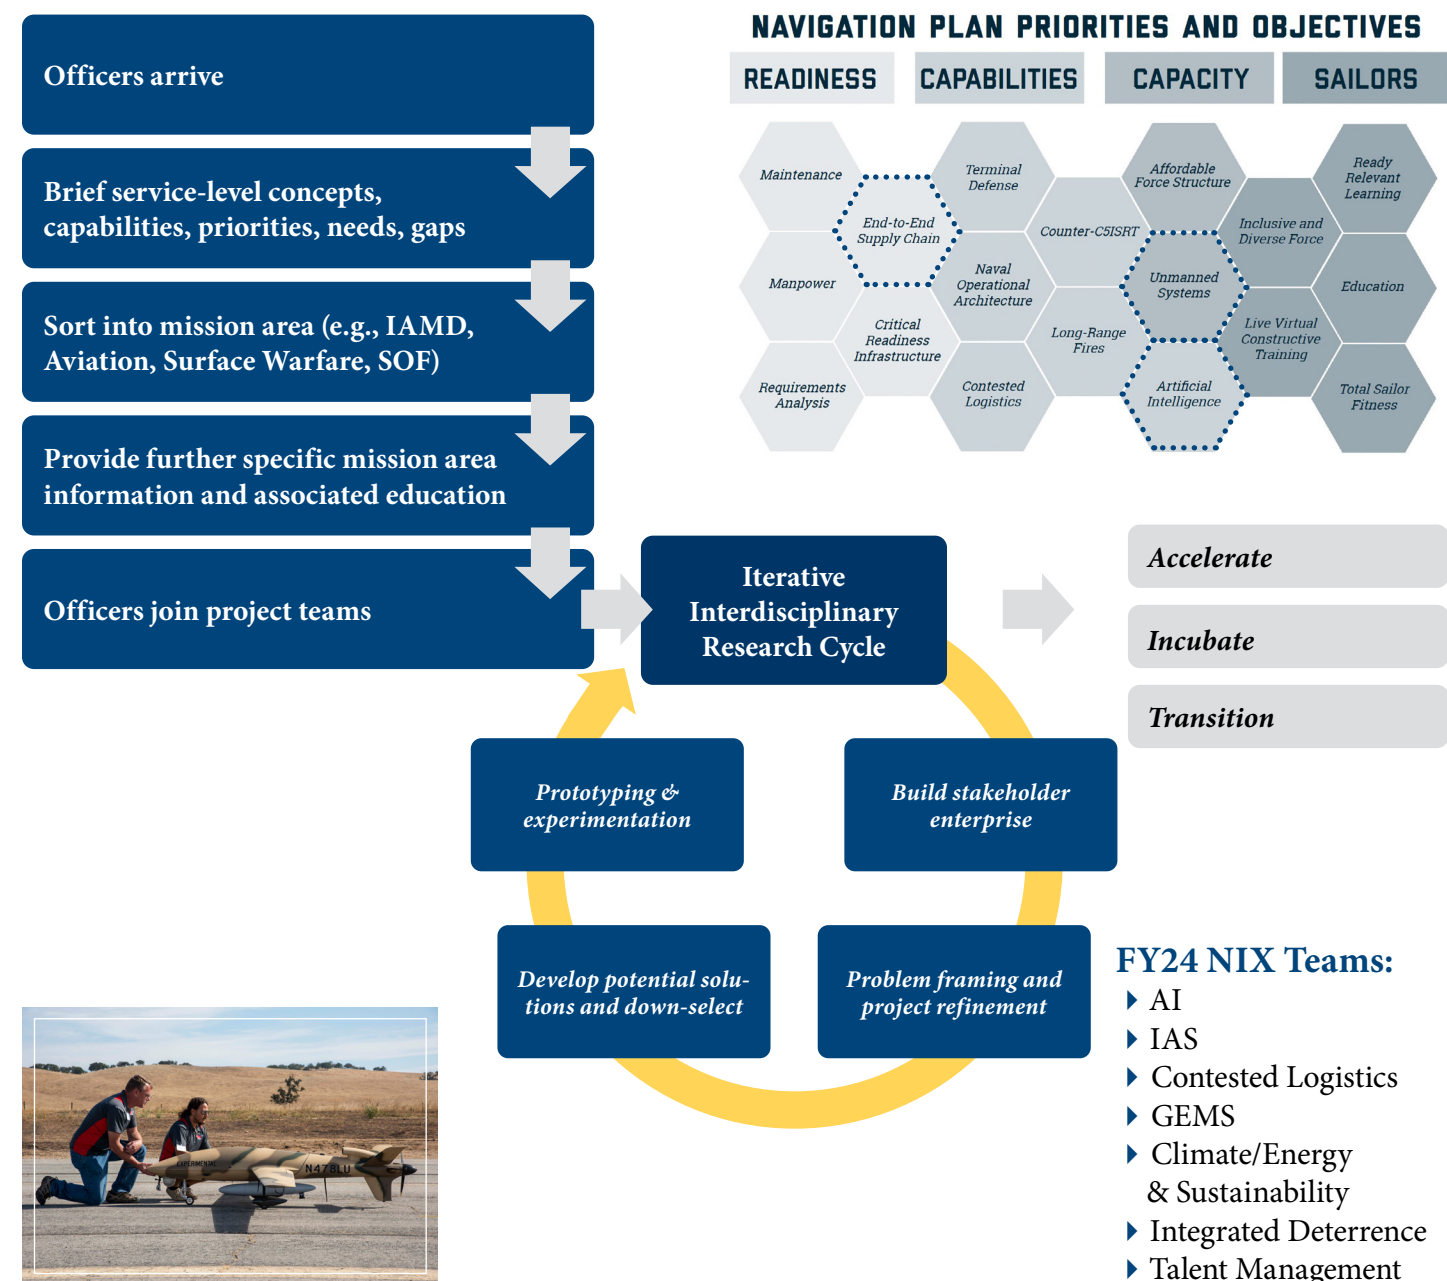 Officers arrive
Brief service-level concepts,
capabilities, priorities, needs, gaps
Sort into mission area (e.g., IAMD,
Aviation, Surface Warfare, SOF)
Provide further specific mission area
information and associated education
Officers join project teams
NAVIGATION PLAN PRIORITIES AND OBJECTIVES
READINESS
CAPABILITIES
CAPACITY
SAILORS
Maintenance
Manpower
Requirements
Analysis
End-to-End
Supply Chain
Critical
Readiness
Infrastructure
Terminal
Defense
Naval
Operational
Architecture
Contested
Logistics
Counter-C5ISRT
Long-Range
Fires
Affordable
Force Structure
Unmanned
Systems
Artificial
Intelligence
Inclusive and
Diverse Force
Live Virtual
Constructive
Training
Ready
Relevant
Learning
Education
Total Sailor
Fitness
Iterative
Interdisciplinary
Research Cycle
Accelerate
Incubate
Transition
Build stakeholder
enterprise
Problem framing and
project refinement
Develop potential solu-
tions and down-select
Prototyping &
experimentation
EXPERIMENTAL
N478LU
FY24 NIX Teams:
AI
IAS
Contested Logistics
GEMS
Climate/Energy
& Sustainability
Integrated Deterrence
Talent Management